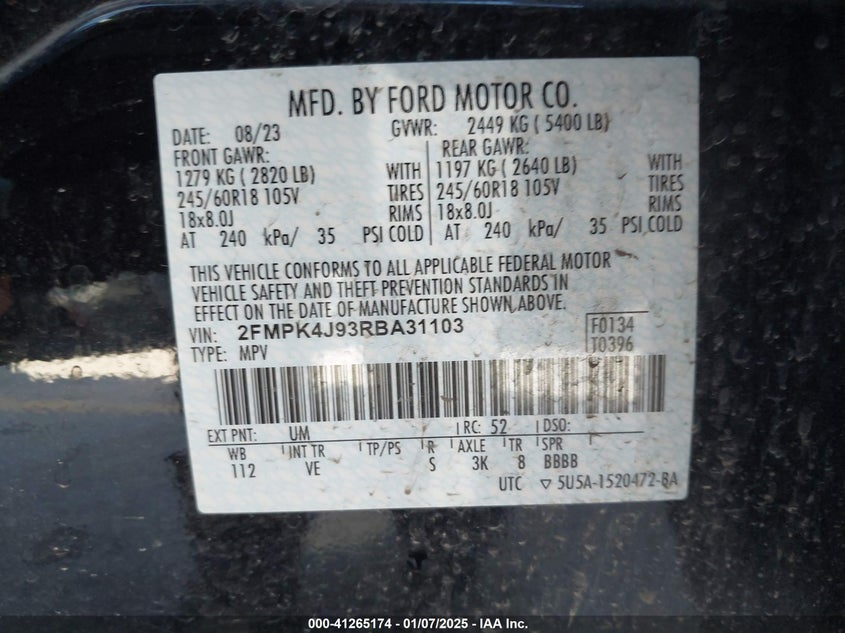 MFD. BY FORD MOTOR CO.
DATE: 08/23 GVWR: 2449 KG ( 5400 LB)
FRONT GAWR: REAR GAWR:
1279 KG ( 2820 LB) WITH 1197 KG ( 2640 LB) WITH
245/60R18 105V TIRES 245/60R18 105V TIRES
18x8.0J RIMS 18x8.0J RIMS
AT 240 kPa/ 35 PSI COLD AT 240 kPa/ 35 PSI COLD
THIS VEHICLE CONFORMS TO ALL APPLICABLE FEDERAL MOTOR
VEHICLE SAFETY AND THEFT PREVENTION STANDARDS IN
EFFECT ON THE DATE OF MANUFACTURE SHOWN ABOVE.
VIN: 2FMPK4J93RBA31103 F0134
TYPE: MPV T0396
EXT PNT: UM RC: 52 DSO:
WB INT TR TP/PS R AXLE TR SPR
112 VE S 3K 8 BBBB
UTC ▽ 5U5A-1520472-BA
000-41265174 - 01/07/2025 - IAA Inc.